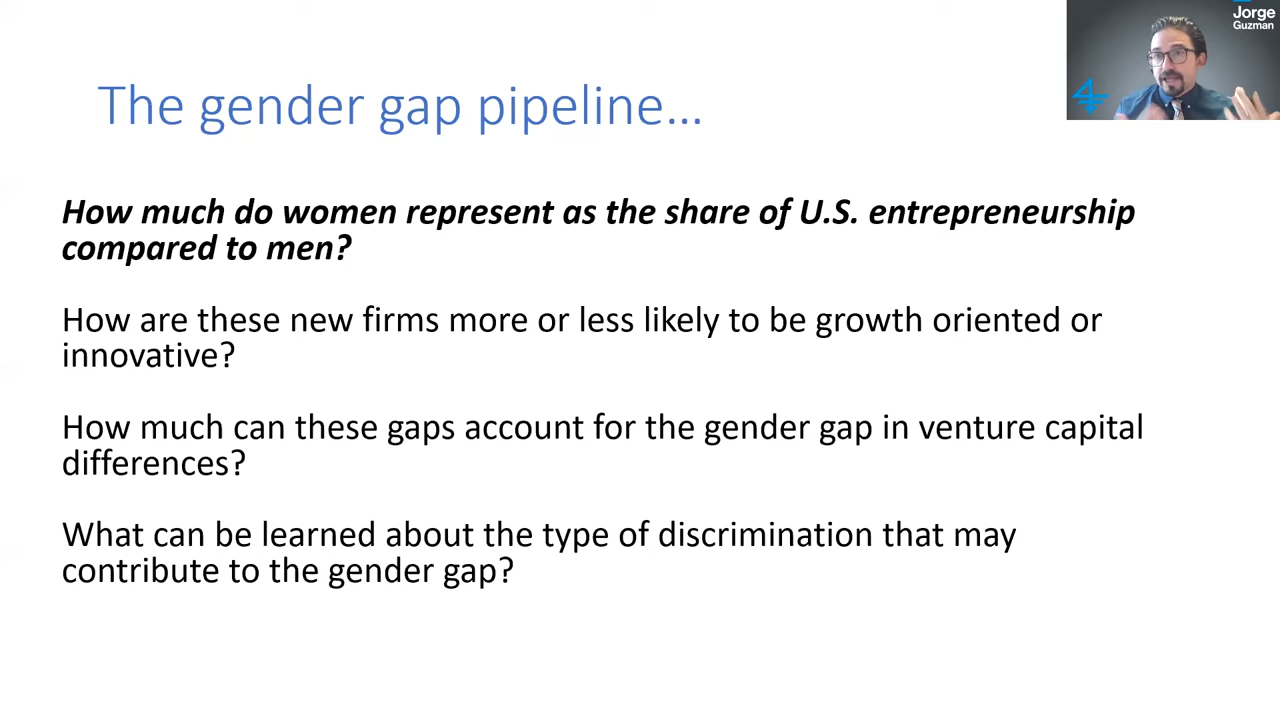 Jorge
Guzman
The gender gap pipeline...
How much do women represent as the share of U.S. entrepreneurship
compared to men?
How are these new firms more or less likely to be growth oriented or
innovative?
How much can these gaps account for the gender gap in venture capital
differences?
What can be learned about the type of discrimination that may
contribute to the gender gap?